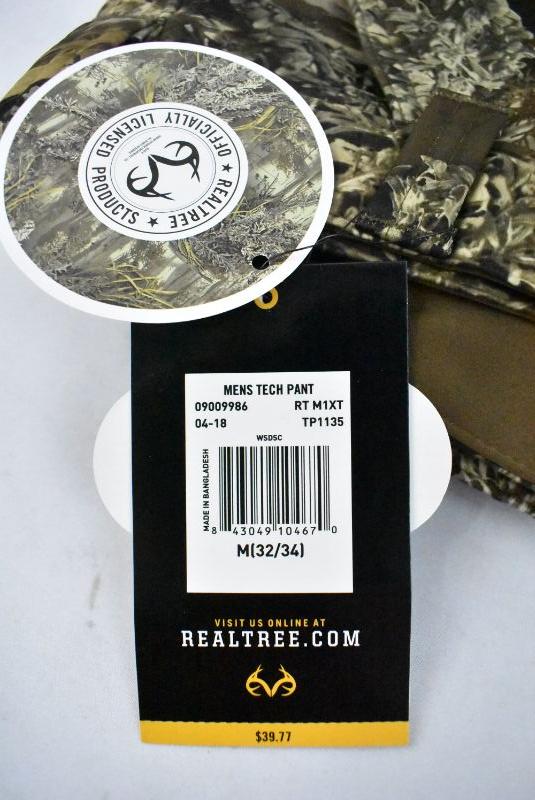 ★ REALTREE ★ OFFICIALLY LICENSED PRODUCTS
MENS TECH PANT
09009986 RT M1XT
04-18 TP1135
WSDSC
MADE IN BANGLADESH
8 43049 10467 0
M(32/34)
VISIT US ONLINE AT
REALTREE.COM
$39.77